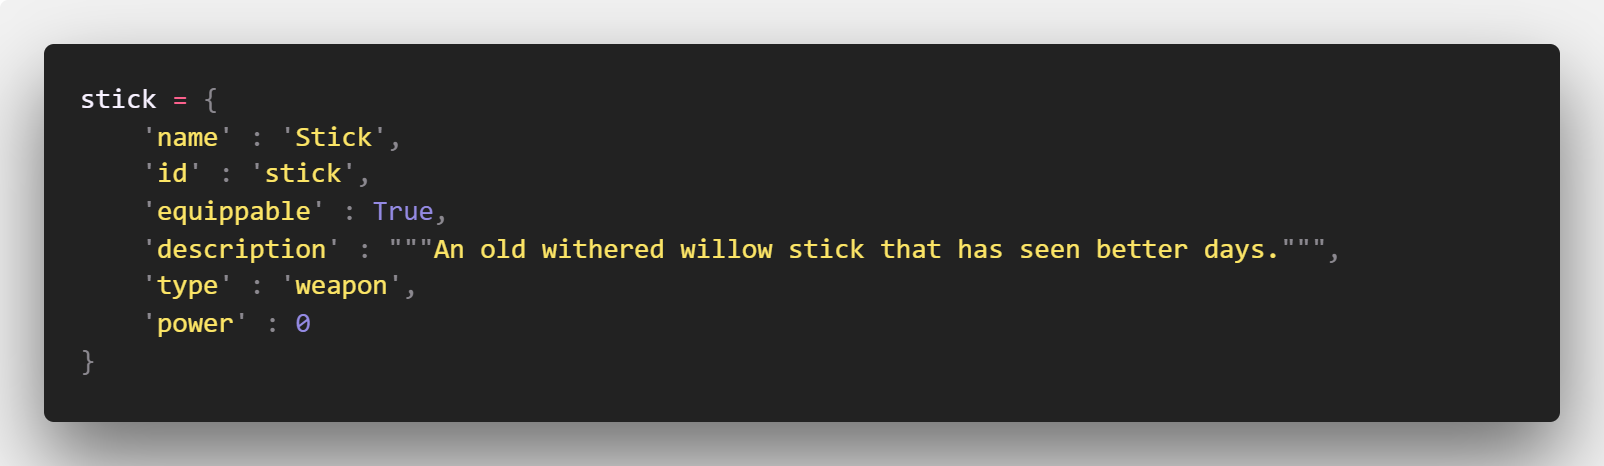 stick = {
    'name' : 'Stick',
    'id' : 'stick',
    'equippable' : True,
    'description' : """An old withered willow stick that has seen better days.""",
    'type' : 'weapon',
    'power' : 0
}